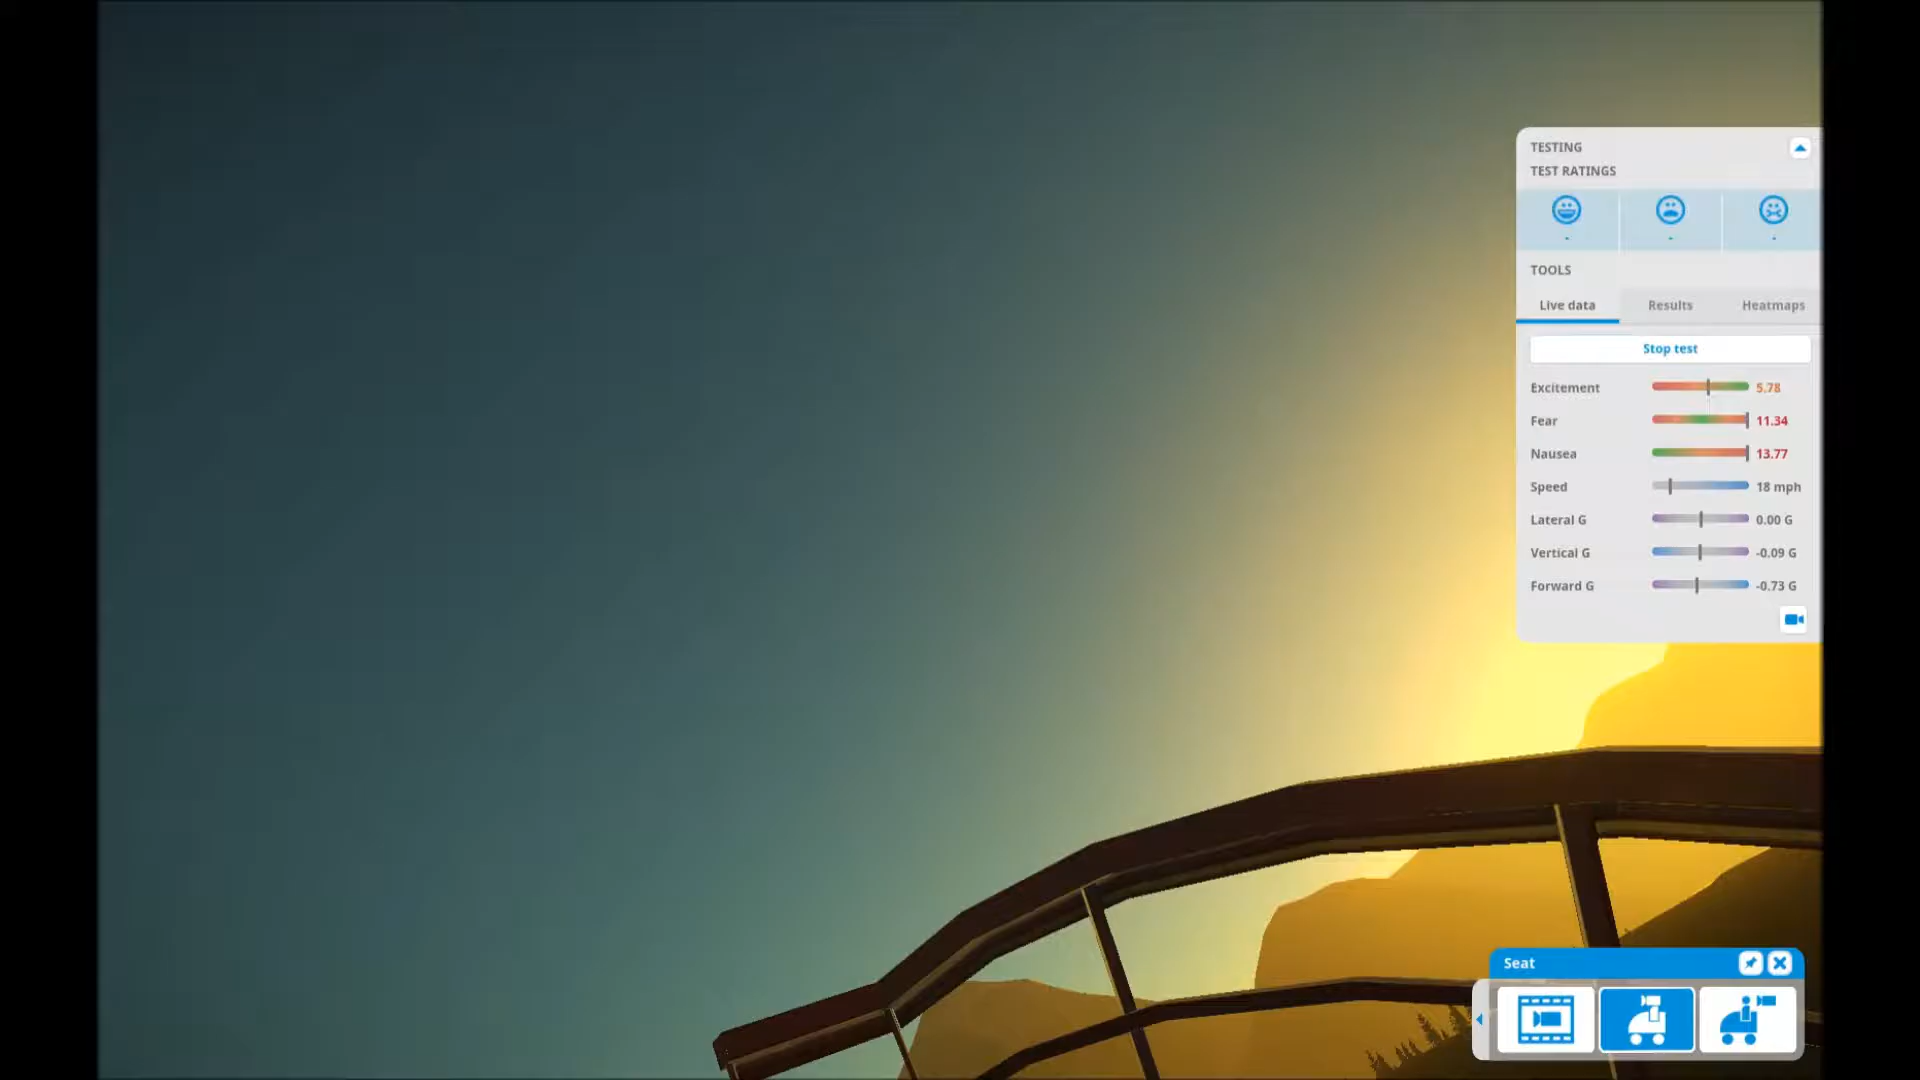 TESTING
TEST RATINGS
- - -
TOOLS
Live data Results Heatmaps
Stop test
Excitement 5.78
Fear 11.34
Nausea 13.77
Speed 18 mph
Lateral G 0.00 G
Vertical G -0.09 G
Forward G -0.73 G
Seat